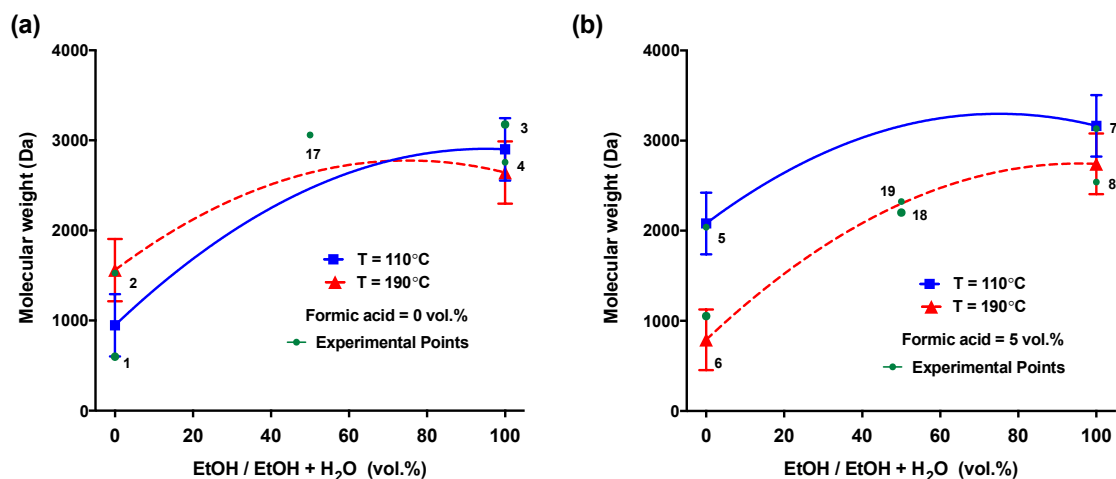 (a)
Molecular weight (Da)
4000
3000
2000
1000
0
0
20
40
60
80
100
EtOH / EtOH + H₂O (vol.%)
1
2
17
3
4
T = 110°C
T = 190°C
Formic acid = 0 vol.%
Experimental Points
(b)
Molecular weight (Da)
4000
3000
2000
1000
0
0
20
40
60
80
100
EtOH / EtOH + H₂O (vol.%)
5
6
19
18
7
8
T = 110°C
T = 190°C
Formic acid = 5 vol.%
Experimental Points